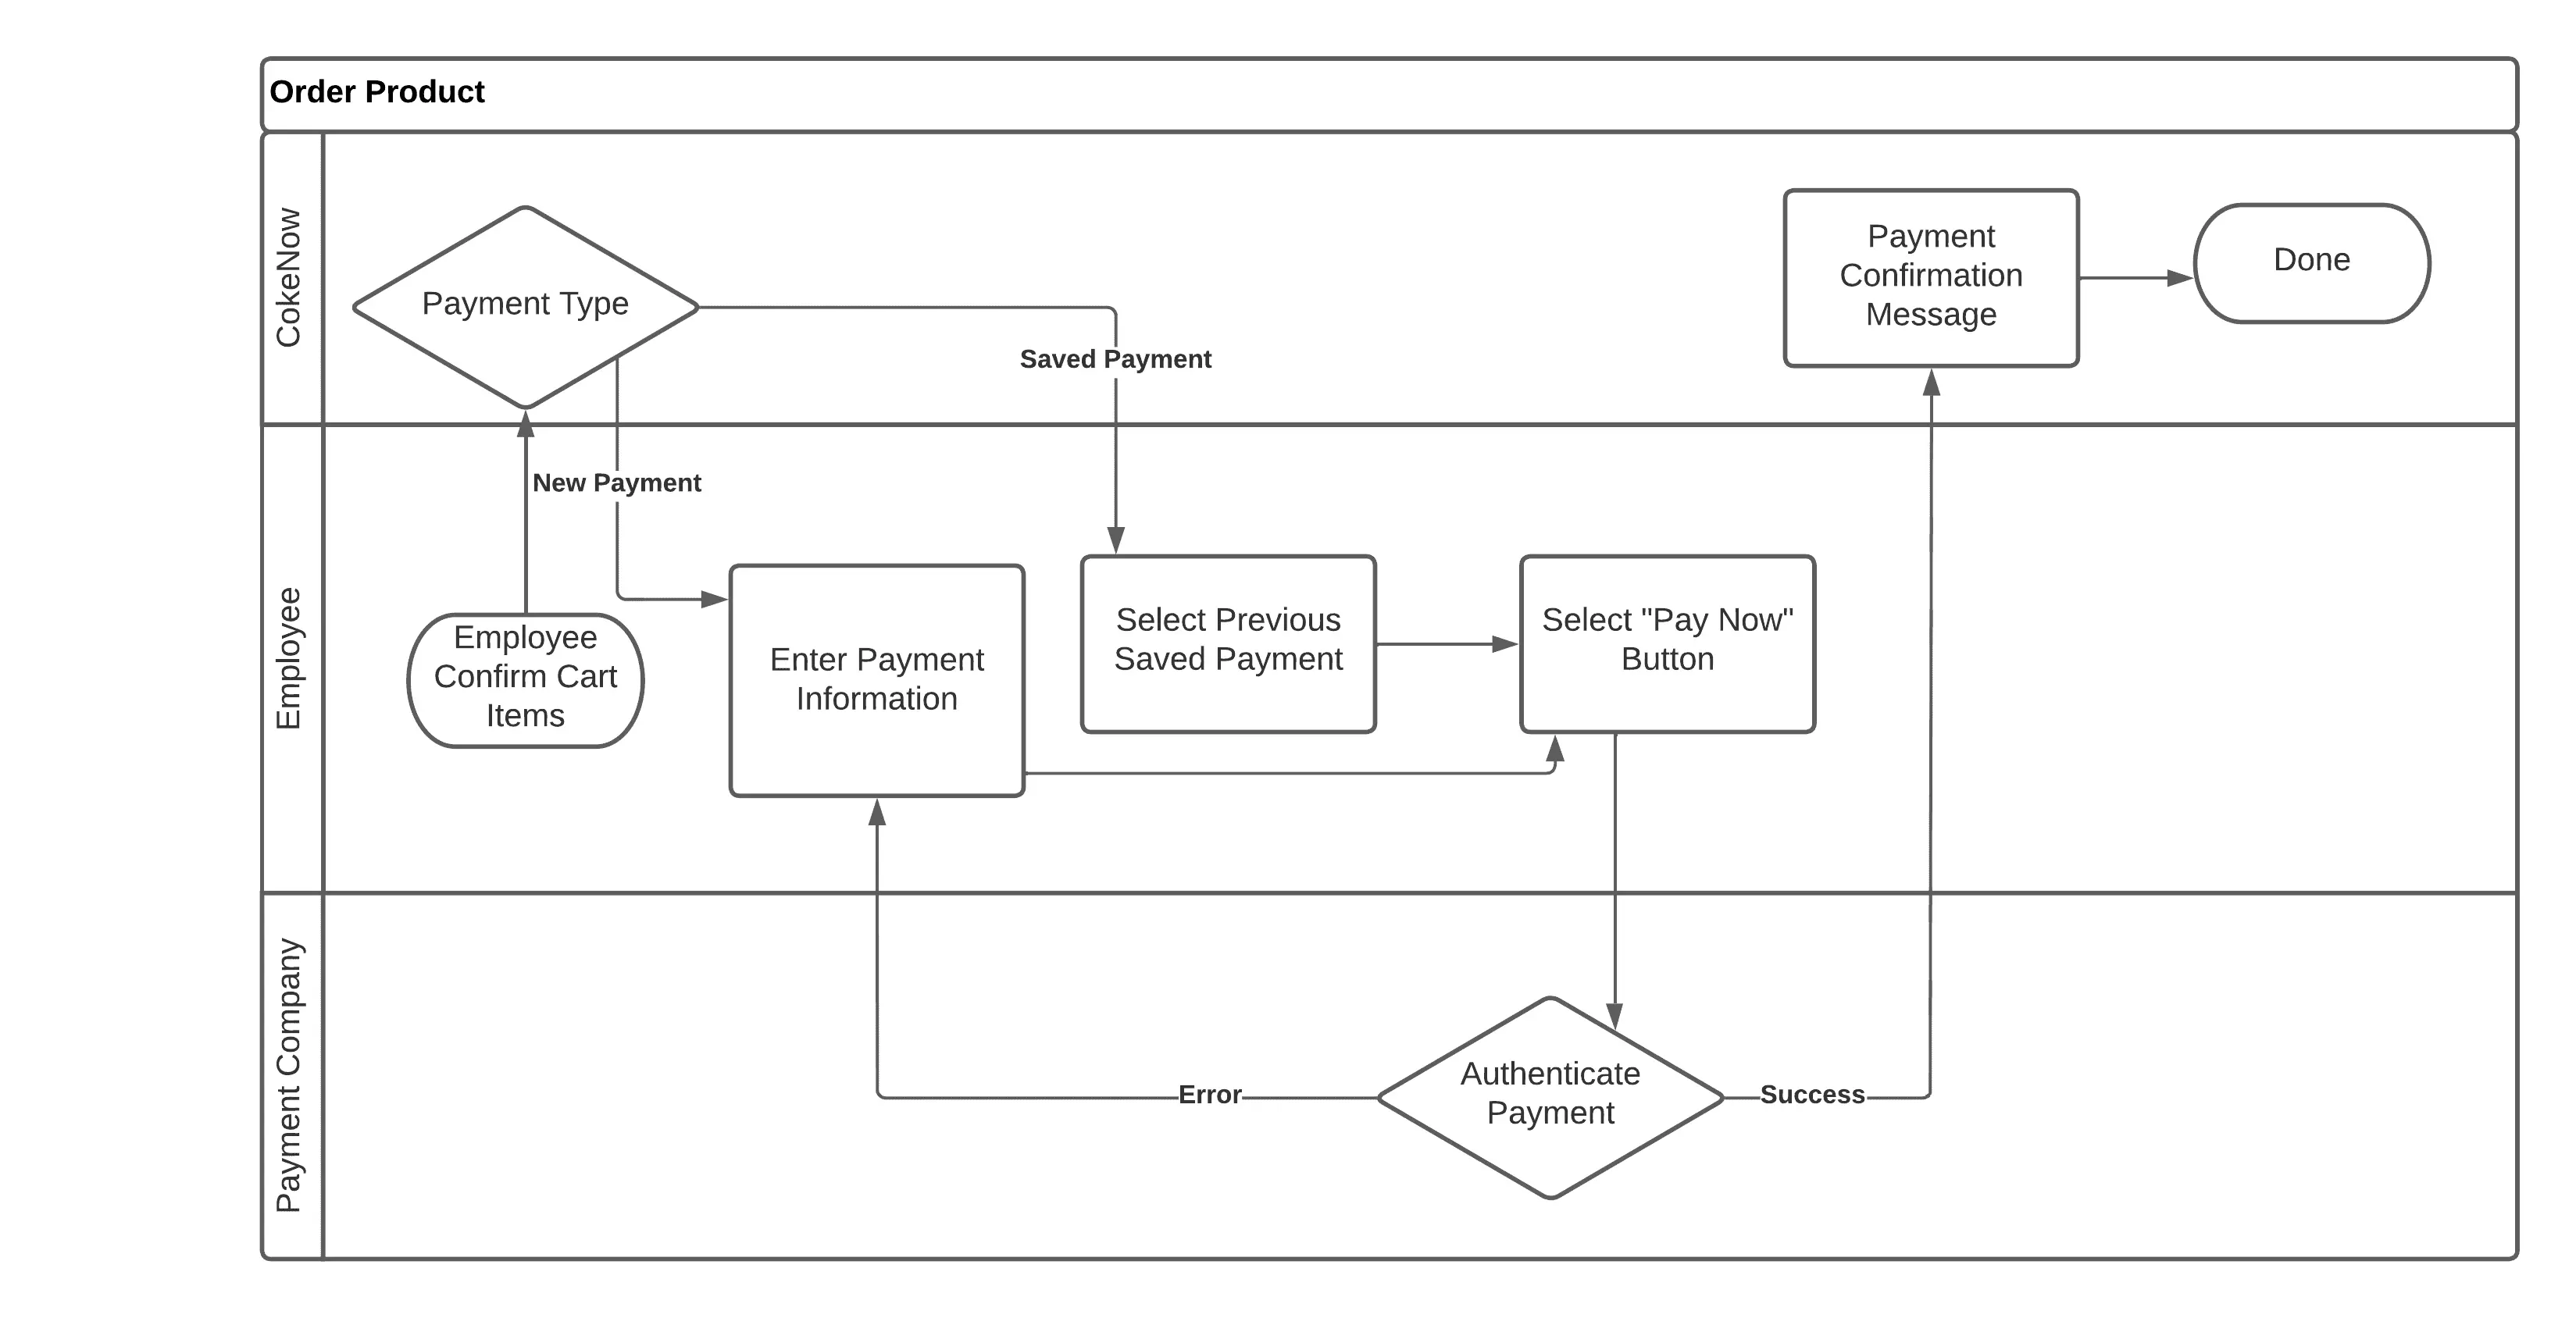 Order Product
CokeNow
Payment Type
Saved Payment
Payment
Confirmation
Message
Done
Employee
New Payment
Employee
Confirm Cart
Items
Enter Payment
Information
Select Previous
Saved Payment
Select "Pay Now"
Button
Payment Company
Error
Authenticate
Payment
Success